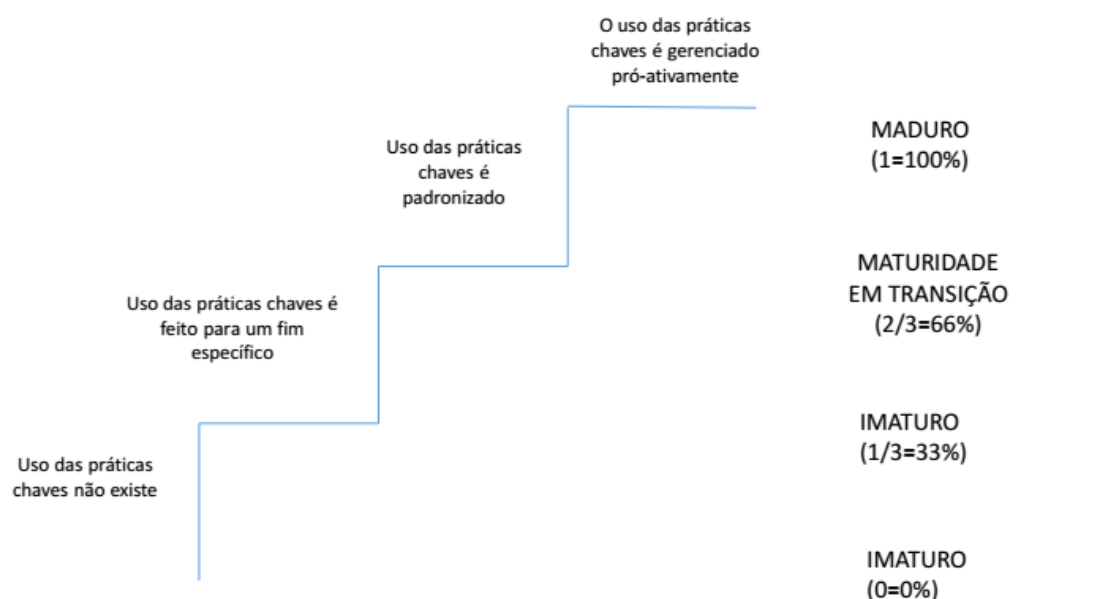 O uso das práticas
chaves é gerenciado
pró-ativamente
MADURO
(1=100%)
Uso das práticas
chaves é
padronizado
MATURIDADE
EM TRANSIÇÃO
(2/3=66%)
Uso das práticas chaves é
feito para um fim
específico
IMATURO
(1/3=33%)
Uso das práticas
chaves não existe
IMATURO
(0=0%)